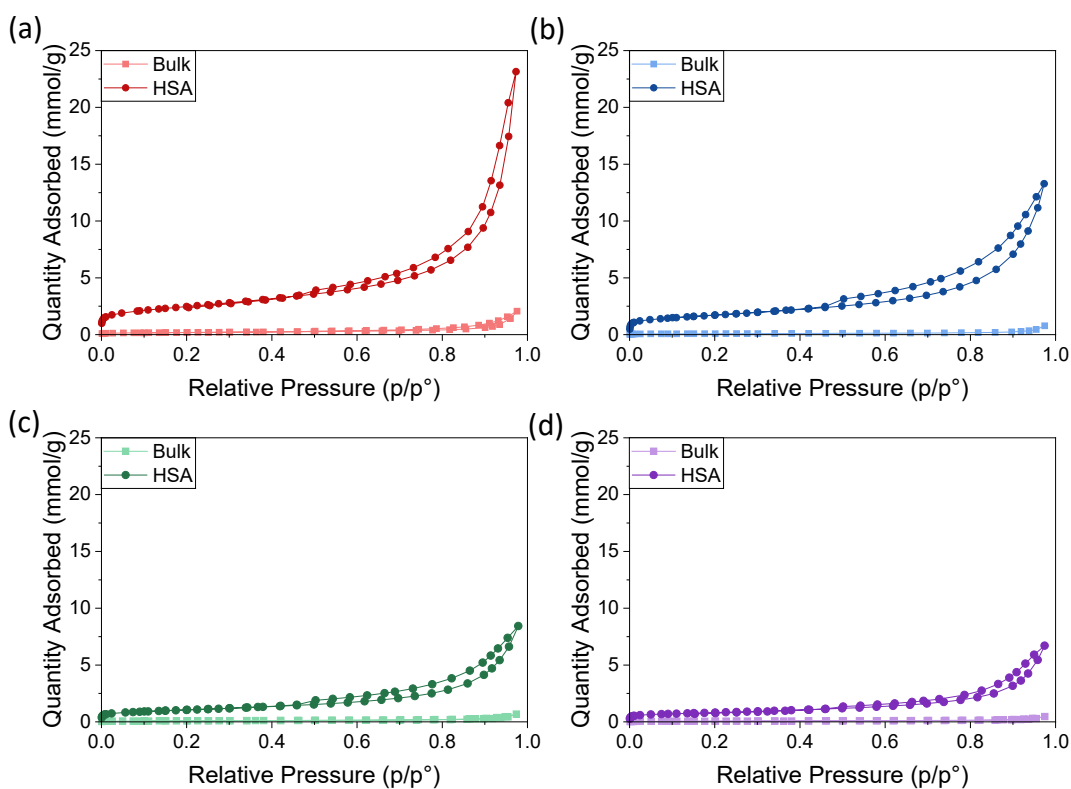 (a)
Quantity Adsorbed (mmol/g)
25
20
15
10
5
0
Bulk
HSA
0.0 0.2 0.4 0.6 0.8 1.0
Relative Pressure (p/p°)
(b)
Quantity Adsorbed (mmol/g)
25
20
15
10
5
0
Bulk
HSA
0.0 0.2 0.4 0.6 0.8 1.0
Relative Pressure (p/p°)
(c)
Quantity Adsorbed (mmol/g)
25
20
15
10
5
0
Bulk
HSA
0.0 0.2 0.4 0.6 0.8 1.0
Relative Pressure (p/p°)
(d)
Quantity Adsorbed (mmol/g)
25
20
15
10
5
0
Bulk
HSA
0.0 0.2 0.4 0.6 0.8 1.0
Relative Pressure (p/p°)